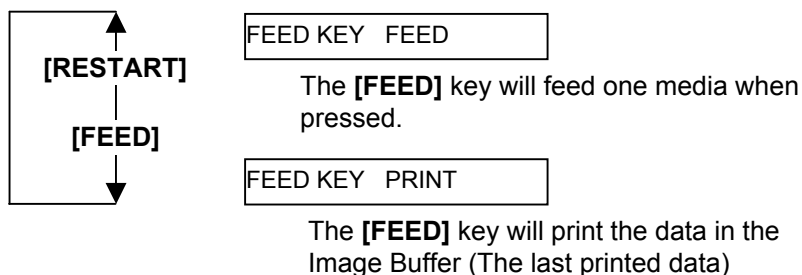 FEED KEY FEED
[RESTART]
The [FEED] key will feed one media when
pressed.
[FEED]
FEED KEY PRINT
The [FEED] key will print the data in the
Image Buffer (The last printed data)